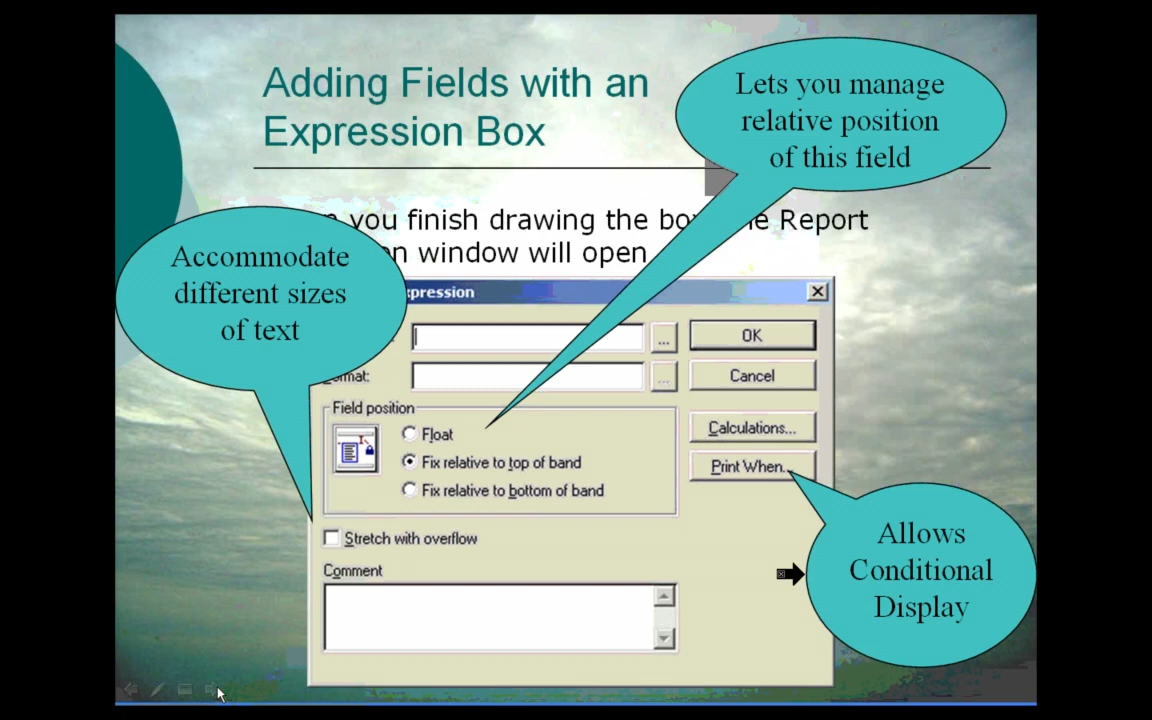 Adding Fields with an
Expression Box
Lets you manage
relative position
of this field
you finish drawing the Report
window will open
Accommodate
different sizes
of text
OK
Cancel
Field position
Float
Fix relative to top of band
Fix relative to bottom of band
Calculations...
Print When...
Stretch with overflow
Comment
Allows
Conditional
Display